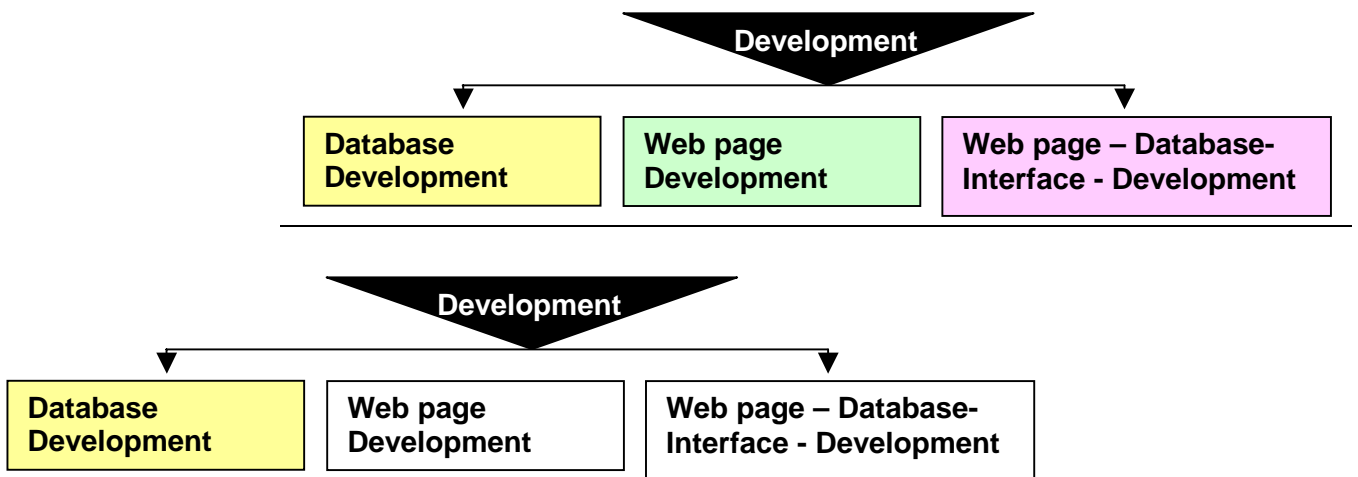 Development
Database
Development
Web page
Development
Web page – Database-
Interface - Development
Development
Database
Development
Web page
Development
Web page – Database-
Interface - Development